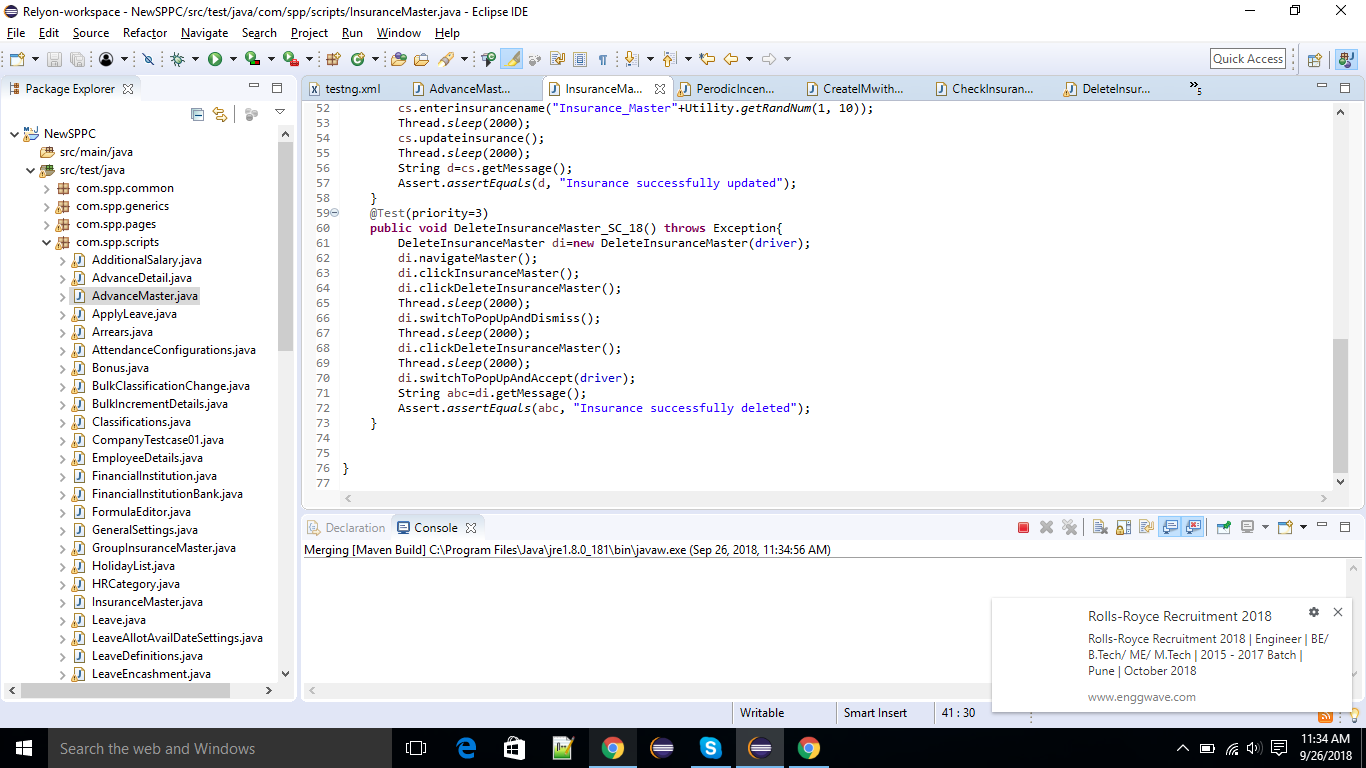 Relyon-workspace - NewSPPC/src/test/java/com/spp/scripts/InsuranceMaster.java - Eclipse IDE
File Edit Source Refactor Navigate Search Project Run Window Help
Quick Access
Package Explorer
testng.xml AdvanceMast... InsuranceMa... PerodicIncen... CreateIMwith... CheckInsuran... DeleteInsur... »5
NewSPPC
src/main/java
src/test/java
com.spp.common
com.spp.generics
com.spp.pages
com.spp.scripts
AdditionalSalary.java
AdvanceDetail.java
AdvanceMaster.java
ApplyLeave.java
Arrears.java
AttendanceConfigurations.java
Bonus.java
BulkClassificationChange.java
BulkIncrementDetails.java
Classifications.java
CompanyTestcase01.java
EmployeeDetails.java
FinancialInstitution.java
FinancialInstitutionBank.java
FormulaEditor.java
GeneralSettings.java
GroupInsuranceMaster.java
HolidayList.java
HRCategory.java
InsuranceMaster.java
Leave.java
LeaveAllotAvailDateSettings.java
LeaveDefinitions.java
LeaveEncashment.java
52 cs.enterinsurancename("Insurance_Master"+Utility.getRandNum(1, 10));
53 Thread.sleep(2000);
54 cs.updateinsurance();
55 Thread.sleep(2000);
56 String d=cs.getMessage();
57 Assert.assertEquals(d, "Insurance successfully updated");
58 }
59 @Test(priority=3)
60 public void DeleteInsuranceMaster_SC_18() throws Exception{
61 DeleteInsuranceMaster di=new DeleteInsuranceMaster(driver);
62 di.navigateMaster();
63 di.clickInsuranceMaster();
64 di.clickDeleteInsuranceMaster();
65 Thread.sleep(2000);
66 di.switchToPopUpAndDismiss();
67 Thread.sleep(2000);
68 di.clickDeleteInsuranceMaster();
69 Thread.sleep(2000);
70 di.switchToPopUpAndAccept(driver);
71 String abc=di.getMessage();
72 Assert.assertEquals(abc, "Insurance successfully deleted");
73 }
74
75
76 }
77
Declaration Console
Merging [Maven Build] C:\Program Files\Java\jre1.8.0_181\bin\javaw.exe (Sep 26, 2018, 11:34:56 AM)
Rolls-Royce Recruitment 2018
Rolls-Royce Recruitment 2018 | Engineer | BE/
B.Tech/ ME/ M.Tech | 2015 - 2017 Batch |
Pune | October 2018
www.enggwave.com
Writable Smart Insert 41 : 30
Search the web and Windows
11:34 AM
9/26/2018